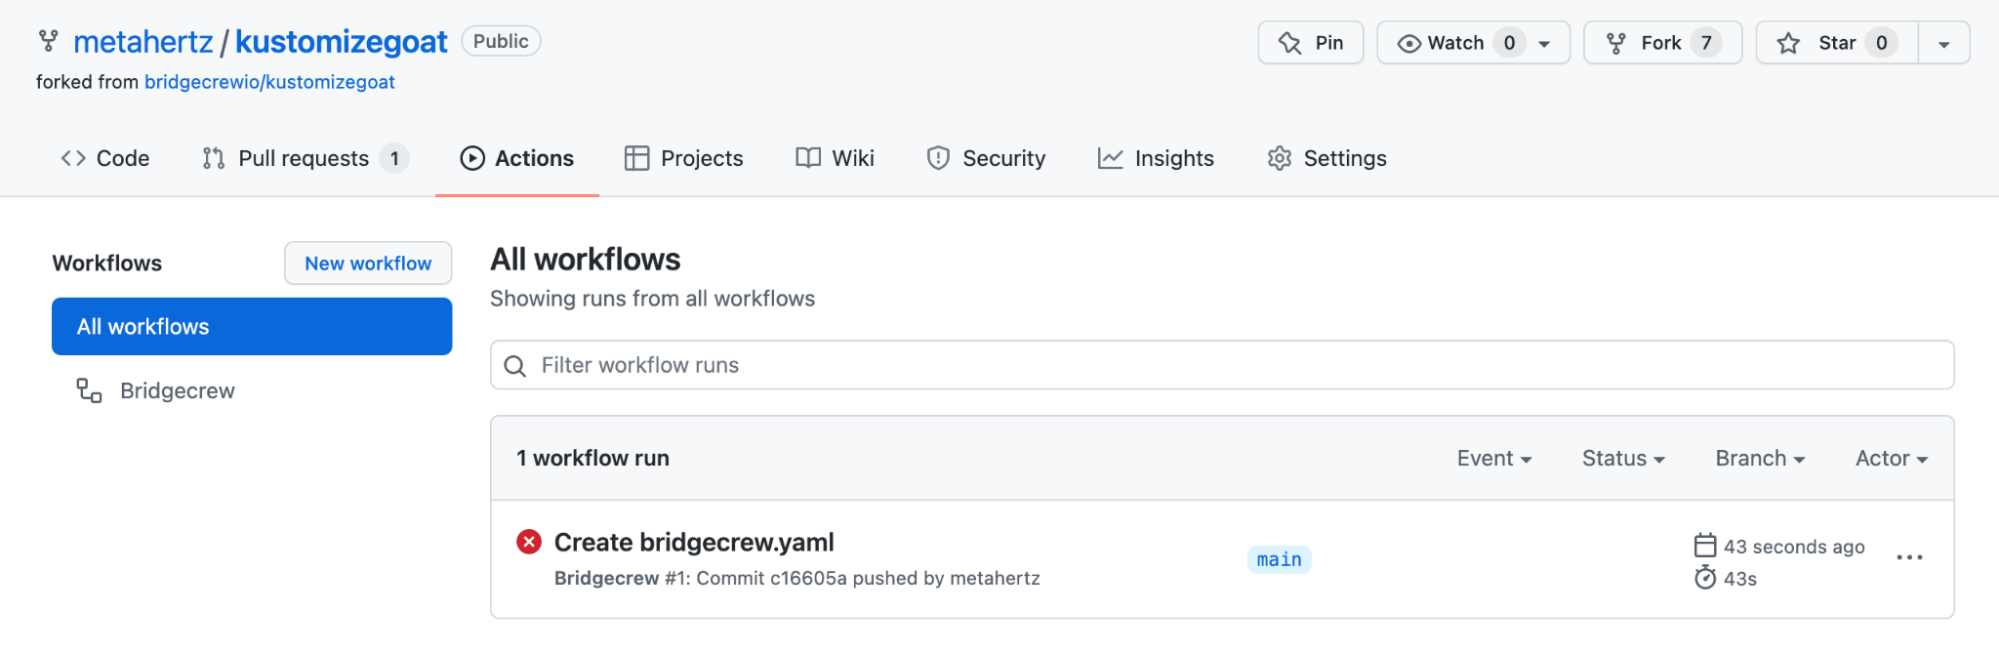 metahertz / kustomizegoat Public Pin Watch 0 Fork 7 Star 0
forked from bridgecrewio/kustomizegoat
Code Pull requests 1 Actions Projects Wiki Security Insights Settings
Workflows New workflow
All workflows
Bridgecrew
All workflows
Showing runs from all workflows
Filter workflow runs
1 workflow run Event Status Branch Actor
Create bridgecrew.yaml
Bridgecrew #1: Commit c16605a pushed by metahertz
main
43 seconds ago
43s